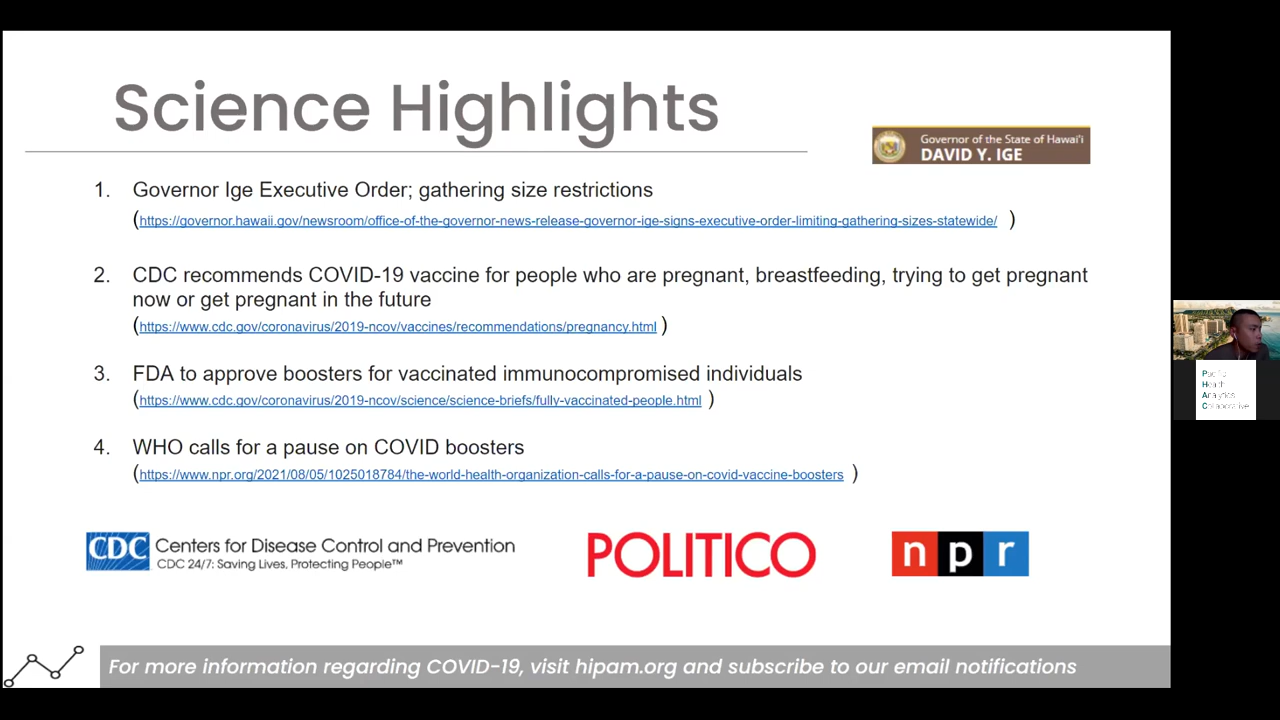 Science Highlights
Governor of the State of Hawai'i
DAVID Y. IGE
1. Governor Ige Executive Order; gathering size restrictions
(https://governor.hawaii.gov/newsroom/office-of-the-governor-news-release-governor-ige-signs-executive-order-limiting-gathering-sizes-statewide/ )
2. CDC recommends COVID-19 vaccine for people who are pregnant, breastfeeding, trying to get pregnant
now or get pregnant in the future
(https://www.cdc.gov/coronavirus/2019-ncov/vaccines/recommendations/pregnancy.html )
3. FDA to approve boosters for vaccinated immunocompromised individuals
(https://www.cdc.gov/coronavirus/2019-ncov/science/science-briefs/fully-vaccinated-people.html )
4. WHO calls for a pause on COVID boosters
(https://www.npr.org/2021/08/05/1025018784/the-world-health-organization-calls-for-a-pause-on-covid-vaccine-boosters )
Pacific
Health
Analytics
Collaborative
CDC Centers for Disease Control and Prevention
CDC 24/7: Saving Lives, Protecting People™
POLITICO
npr
For more information regarding COVID-19, visit hipam.org and subscribe to our email notifications